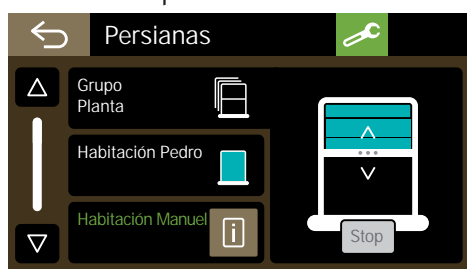 Persianas
Grupo
Planta
Habitación Pedro
Habitación Manuel
i
Stop